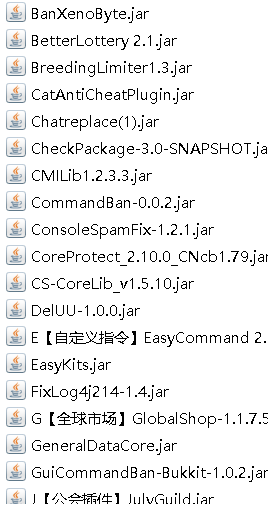 BanXenoByte.jar
BetterLottery 2.1.jar
BreedingLimiter1.3.jar
CatAntiCheatPlugin.jar
Chatreplace(1).jar
CheckPackage-3.0-SNAPSHOT.ja
CMILib1.2.3.3.jar
CommandBan-0.0.2.jar
ConsoleSpamFix-1.2.1.jar
CoreProtect_2.10.0_CNcb1.79.jar
CS-CoreLib_v1.5.10.jar
DelUU-1.0.0.jar
E【自定义指令】EasyCommand 2.
EasyKits.jar
FixLog4j214-1.4.jar
G【全球市场】GlobalShop-1.1.7.5
GeneralDataCore.jar
GuiCommandBan-Bukkit-1.0.2.jar
J【公会插件】JulyGuild.jar